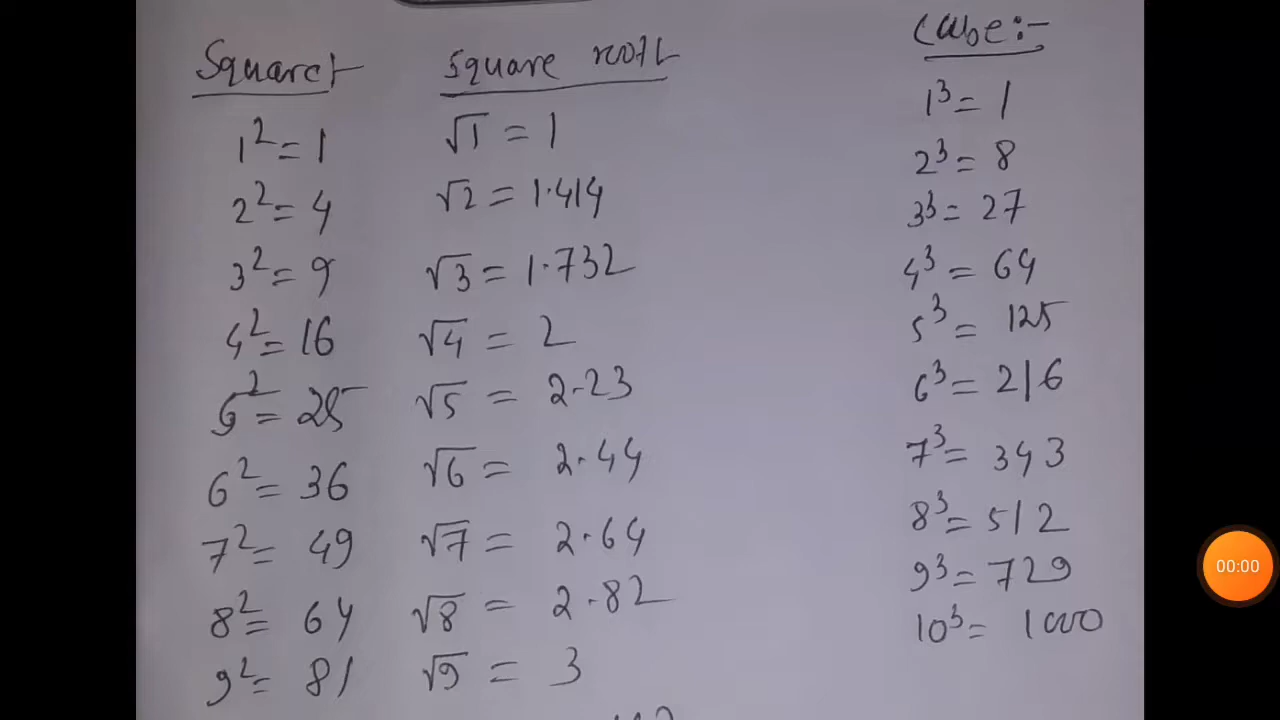 Square
1² = 1
2² = 4
3² = 9
4² = 16
5² = 25
6² = 36
7² = 49
8² = 64
9² = 81
Square root
√1 = 1
√2 = 1.414
√3 = 1.732
√4 = 2
√5 = 2.23
√6 = 2.44
√7 = 2.64
√8 = 2.82
√9 = 3
Cube:-
1³ = 1
2³ = 8
3³ = 27
4³ = 64
5³ = 125
6³ = 216
7³ = 343
8³ = 512
9³ = 729
10³ = 1000
00:00